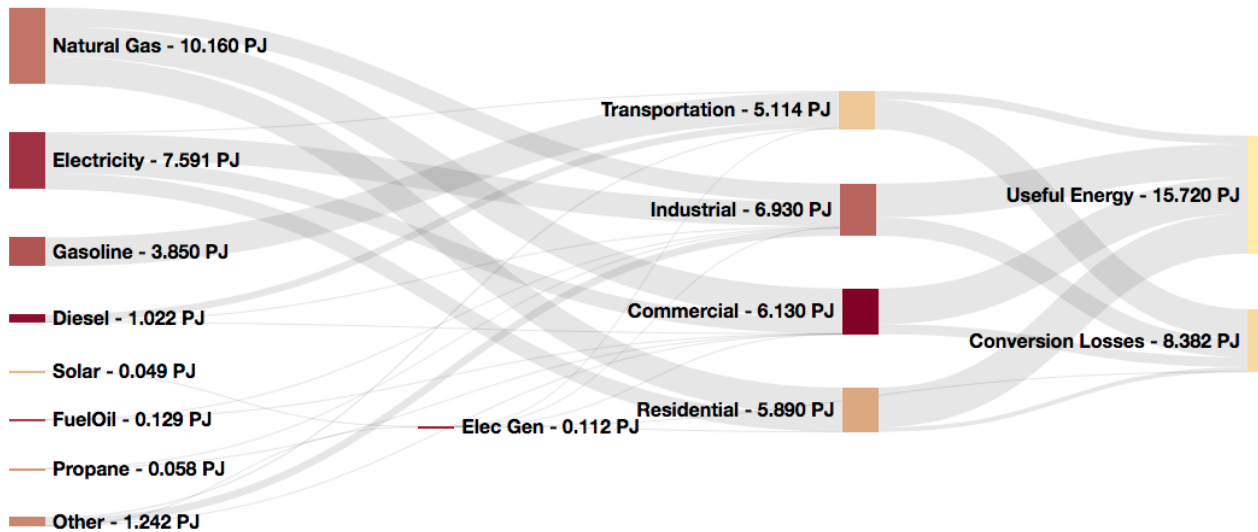 Natural Gas - 10.160 PJ
Electricity - 7.591 PJ
Gasoline - 3.850 PJ
Diesel - 1.022 PJ
Solar - 0.049 PJ
FuelOil - 0.129 PJ
Propane - 0.058 PJ
Other - 1.242 PJ
Elec Gen - 0.112 PJ
Transportation - 5.114 PJ
Industrial - 6.930 PJ
Commercial - 6.130 PJ
Residential - 5.890 PJ
Useful Energy - 15.720 PJ
Conversion Losses - 8.382 PJ